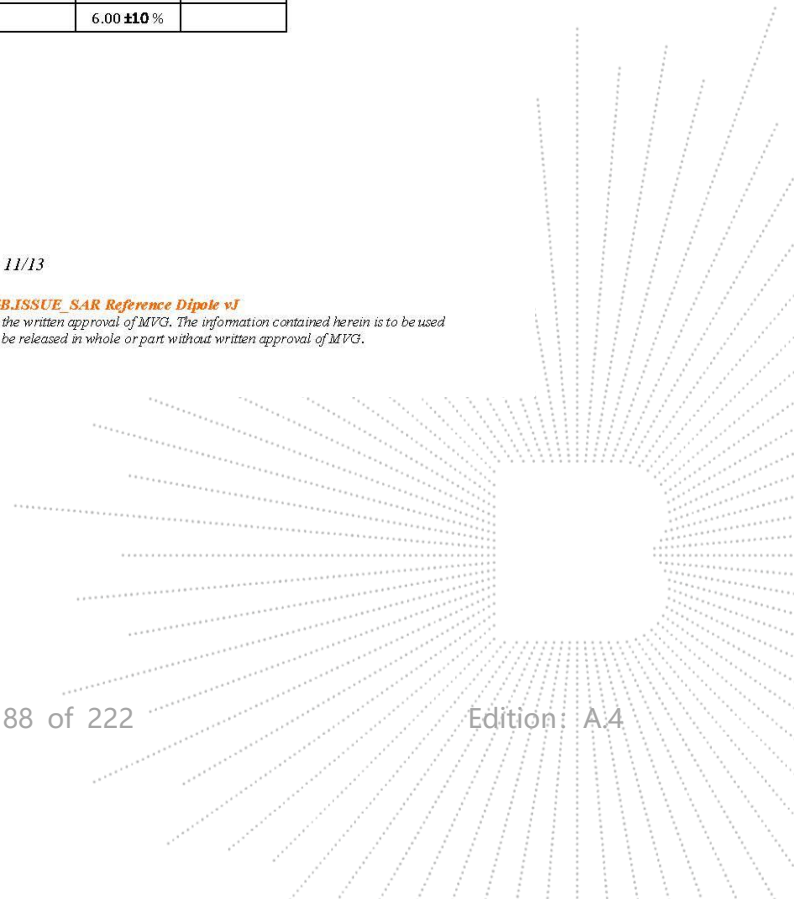 6.00 ±10 %
11/13
B.ISSUE_SAR Reference Dipole vJ
the written approval of MVG. The information contained herein is to be used
be released in whole or part without written approval of MVG.
88 of 222 Edition: A.4